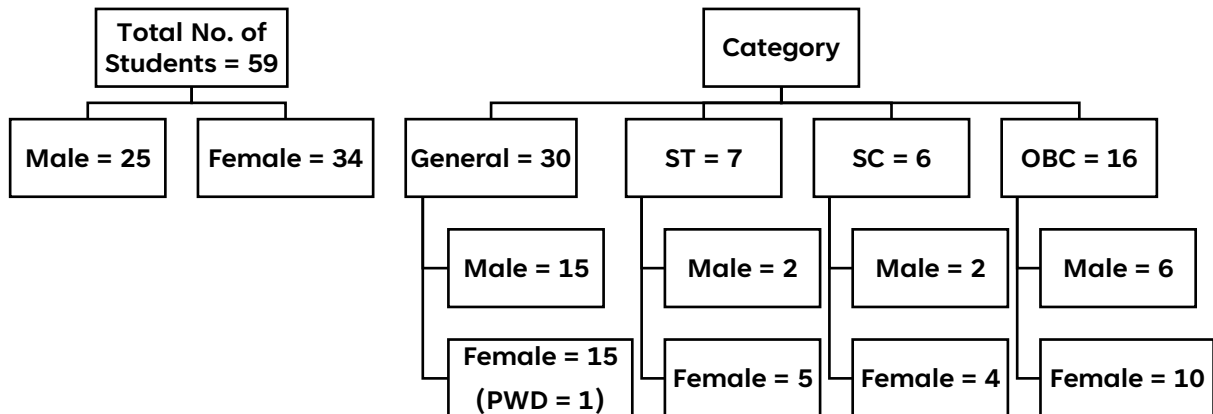 Total No. of
Students = 59
Male = 25
Female = 34
Category
General = 30
ST = 7
SC = 6
OBC = 16
Male = 15
Male = 2
Male = 2
Male = 6
Female = 15
(PWD = 1)
Female = 5
Female = 4
Female = 10